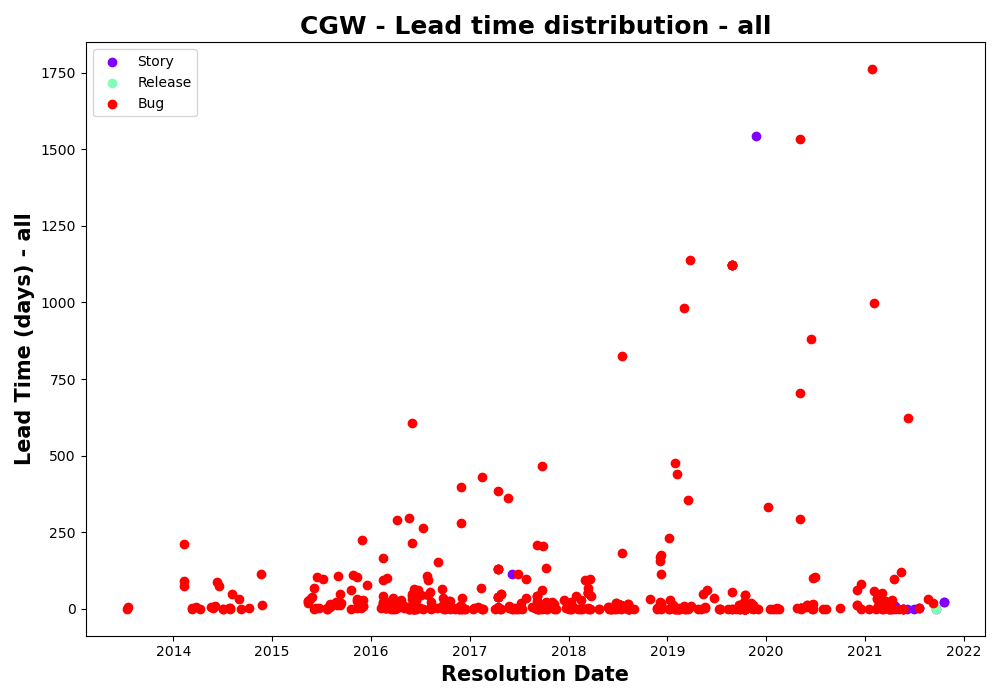 CGW - Lead time distribution - all
Story
Release
Bug
Lead Time (days) - all
1750
1500
1250
1000
750
500
250
0
2014 2015 2016 2017 2018 2019 2020 2021 2022
Resolution Date